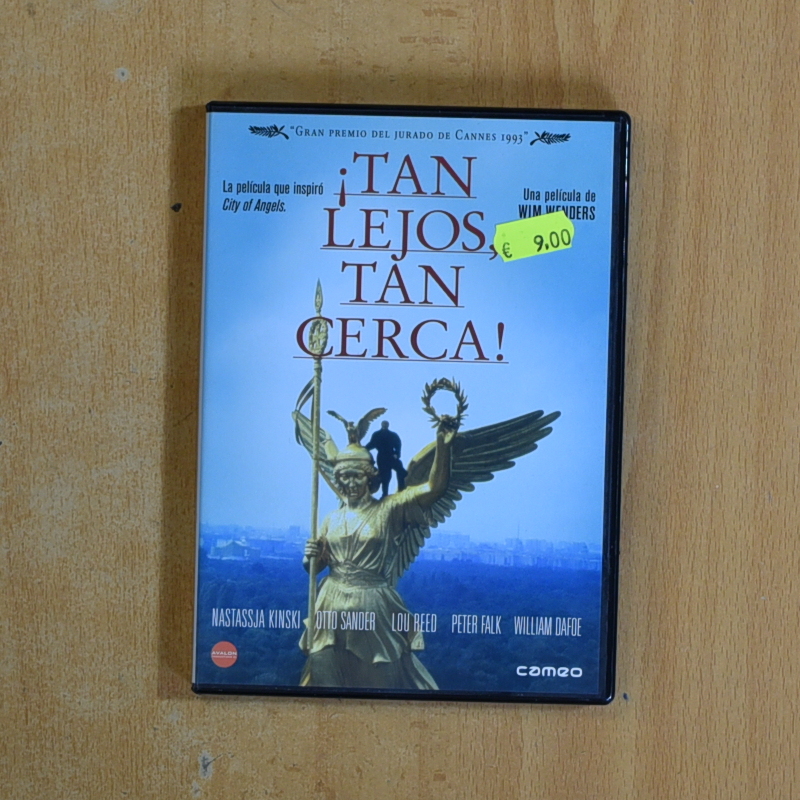 "GRAN PREMIO DEL JURADO DE CANNES 1993"
La película que inspiró
City of Angels.
Una película de
WIM WENDERS
¡TAN
LEJOS,
TAN
CERCA!
€ 9,00
NASTASSJA KINSKI OTTO SANDER LOU REED PETER FALK WILLIAM DAFOE
AVALON
cameo